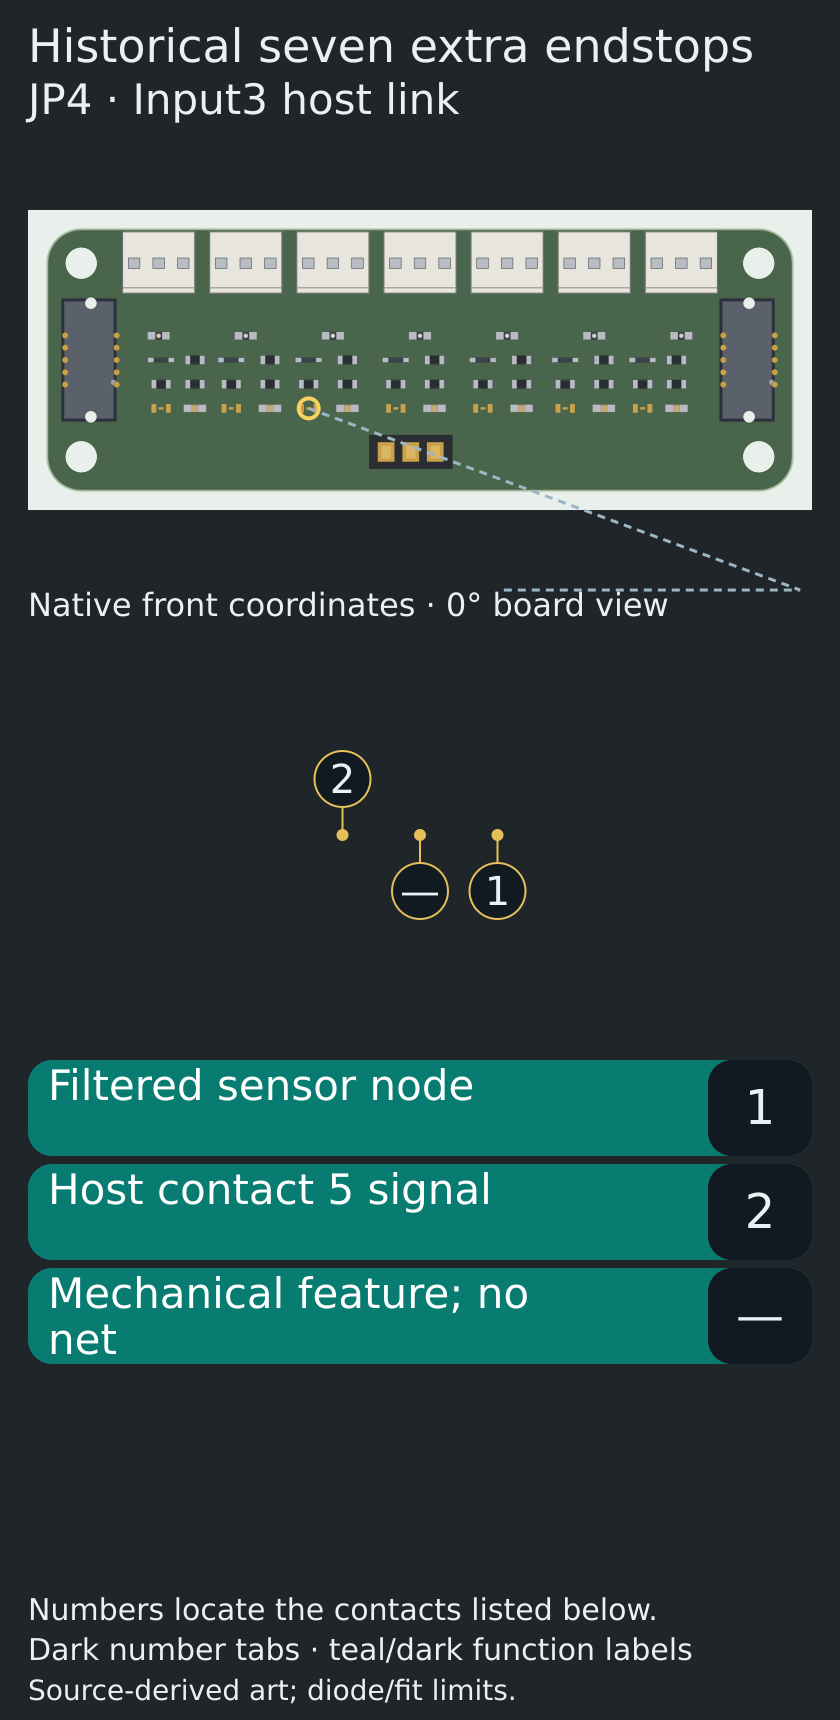 Historical seven extra endstops
JP4 · Input3 host link
Native front coordinates · 0° board view
2
— 1
Filtered sensor node 1
Host contact 5 signal 2
Mechanical feature; no
net —
Numbers locate the contacts listed below.
Dark number tabs · teal/dark function labels
Source-derived art; diode/fit limits.